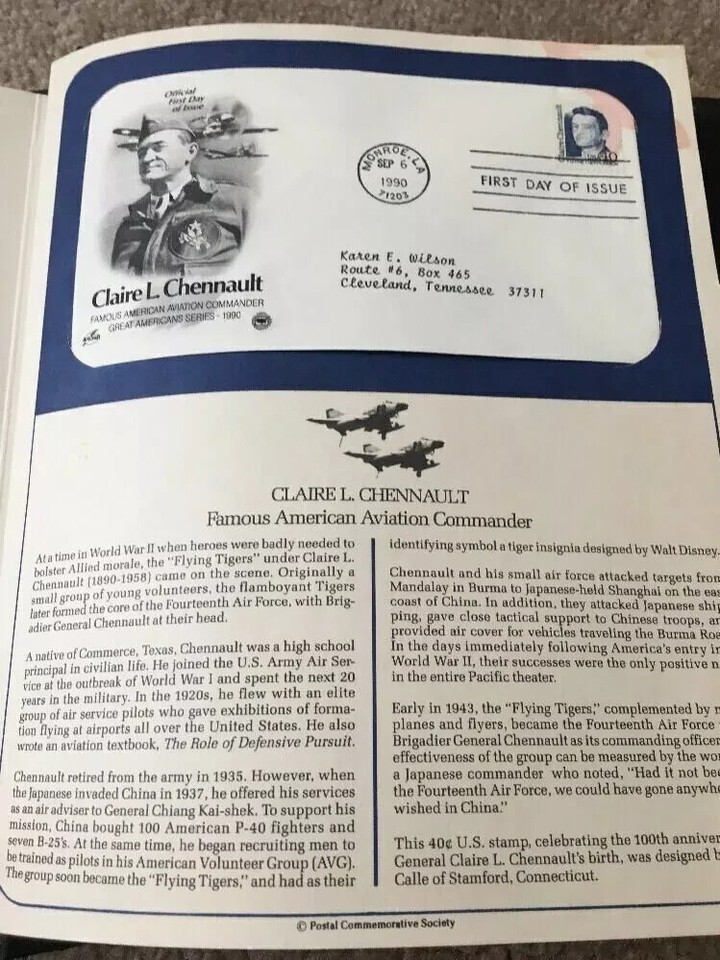 Official
First Day
of Issue
MONROE, LA
SEP 6
1990
71203
Claire Chennault
40
FIRST DAY OF ISSUE
Karen E. Wilson
Route #6, Box 465
Cleveland, Tennessee 37311
Claire L. Chennault
FAMOUS AMERICAN AVIATION COMMANDER
GREAT AMERICANS SERIES - 1990
CLAIRE L. CHENNAULT
Famous American Aviation Commander
At a time in World War II when heroes were badly needed to
bolster Allied morale, the "Flying Tigers" under Claire L.
Chennault (1890-1958) came on the scene. Originally a
small group of young volunteers, the flamboyant Tigers
later formed the core of the Fourteenth Air Force, with Brig-
adier General Chennault at their head.
A native of Commerce, Texas, Chennault was a high school
principal in civilian life. He joined the U.S. Army Air Ser-
vice at the outbreak of World War I and spent the next 20
years in the military. In the 1920s, he flew with an elite
group of air service pilots who gave exhibitions of forma-
tion flying at airports all over the United States. He also
wrote an aviation textbook, The Role of Defensive Pursuit.
Chennault retired from the army in 1935. However, when
the Japanese invaded China in 1937, he offered his services
as an air adviser to General Chiang Kai-shek. To support his
mission, China bought 100 American P-40 fighters and
seven B-25's. At the same time, he began recruiting men to
be trained as pilots in his American Volunteer Group (AVG).
The group soon became the "Flying Tigers," and had as their
identifying symbol a tiger insignia designed by Walt Disney.
Chennault and his small air force attacked targets from
Mandalay in Burma to Japanese-held Shanghai on the eas
coast of China. In addition, they attacked Japanese ship
ping, gave close tactical support to Chinese troops, an
provided air cover for vehicles traveling the Burma Roa
In the days immediately following America's entry in
World War II, their successes were the only positive n
in the entire Pacific theater.
Early in 1943, the "Flying Tigers," complemented by
planes and flyers, became the Fourteenth Air Force
Brigadier General Chennault as its commanding officer
effectiveness of the group can be measured by the wor
a Japanese commander who noted, "Had it not bee
the Fourteenth Air Force, we could have gone anywhe
wished in China."
This 40¢ U.S. stamp, celebrating the 100th anniver
General Claire L. Chennault's birth, was designed b
Calle of Stamford, Connecticut.
© Postal Commemorative Society